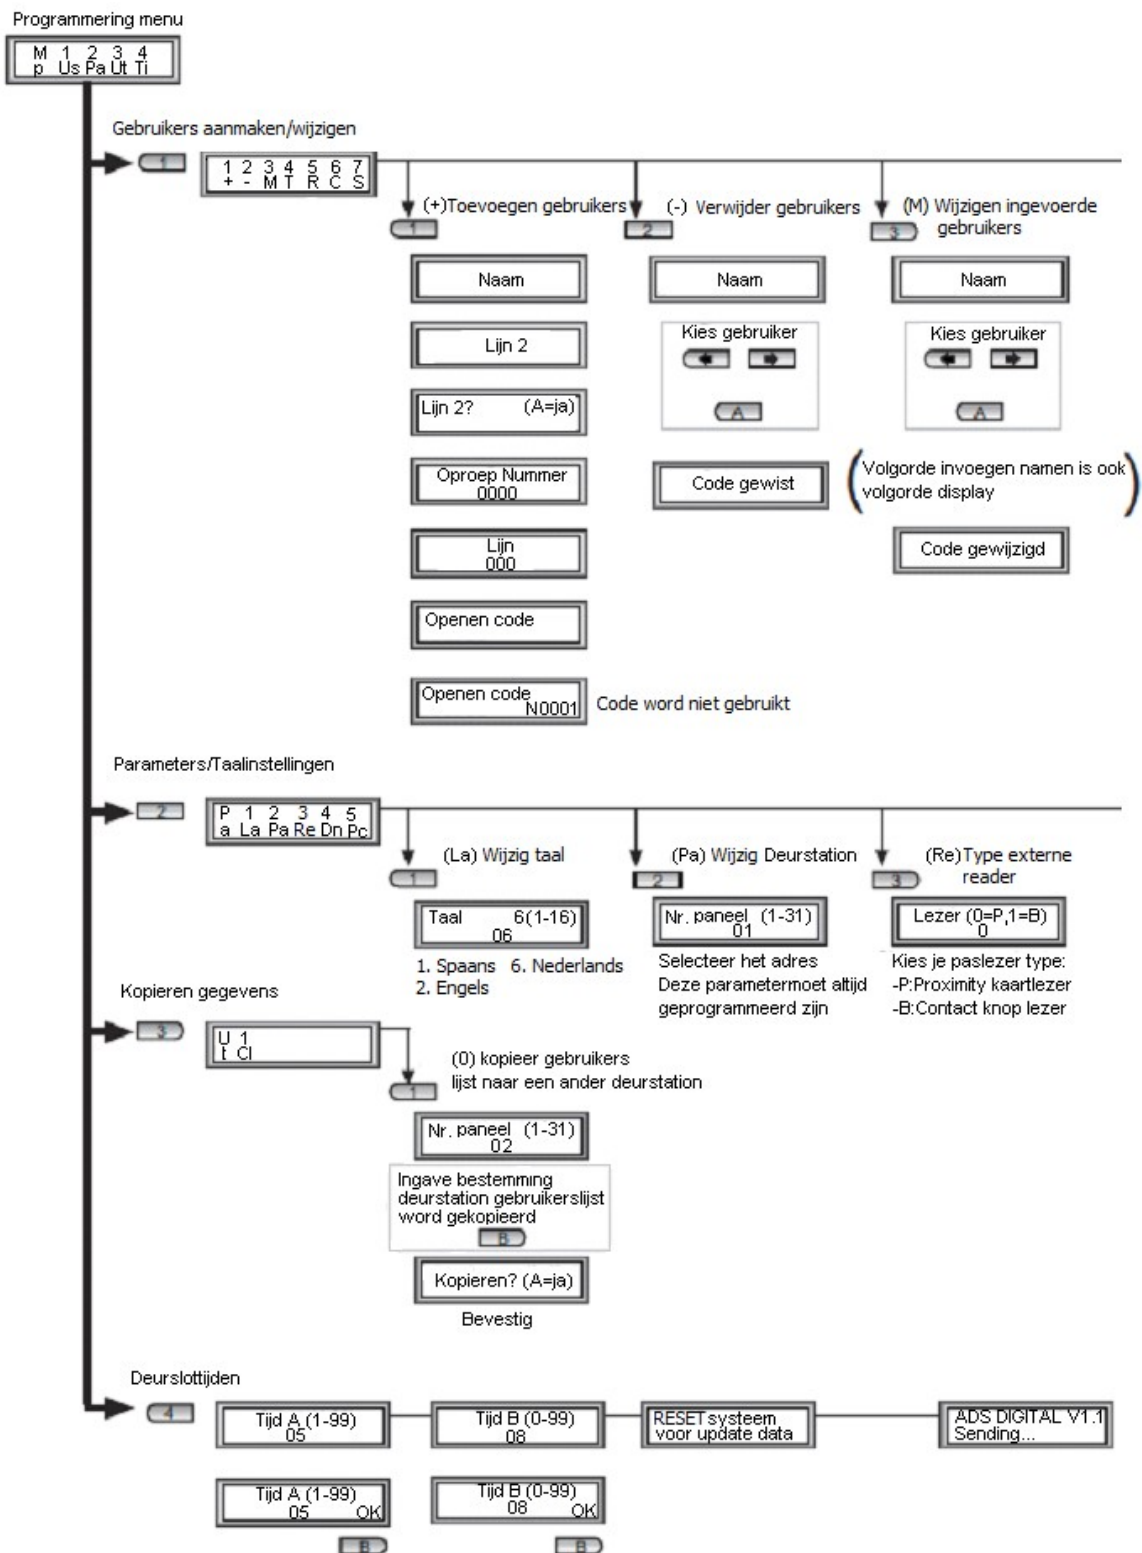 Programmering menu
M 1 2 3 4
p Us Pa Ut Ti
Gebruikers aanmaken/wijzigen
1
1 2 3 4 5 6 7
+ - M T R C S
(+)Toevoegen gebruikers
1
Naam
Lijn 2
Lijn 2? (A=ja)
Oproep Nummer
0000
Lijn
000
Openen code
Openen code
N0001
Code word niet gebruikt
(-) Verwijder gebruikers
2
Naam
Kies gebruiker
A
Code gewist
(M) Wijzigen ingevoerde
gebruikers
3
Naam
Kies gebruiker
A
(Volgorde invoegen namen is ook
volgorde display)
Code gewijzigd
Parameters/Taalinstellingen
2
P 1 2 3 4 5
a La Pa Re Dn Pc
(La) Wijzig taal
1
Taal 6(1-16)
06
1. Spaans 6. Nederlands
2. Engels
(Pa) Wijzig Deurstation
2
Nr. paneel (1-31)
01
Selecteer het adres
Deze parametermoet altijd
geprogrammeerd zijn
(Re)Type externe
reader
3
Lezer (0=P,1=B)
0
Kies je paslezer type:
-P:Proximity kaartlezer
-B:Contact knop lezer
Kopieren gegevens
3
U 1
t Cl
(0) kopieer gebruikers
lijst naar een ander deurstation
1
Nr. paneel (1-31)
02
Ingave bestemming
deurstation gebruikerslijst
word gekopieerd
B
Kopieren? (A=ja)
Bevestig
Deurslottijden
4
Tijd A (1-99)
05
Tijd B (0-99)
08
RESET systeem
voor update data
ADS DIGITAL V1.1
Sending...
Tijd A (1-99)
05 OK
B
Tijd B (0-99)
08 OK
B